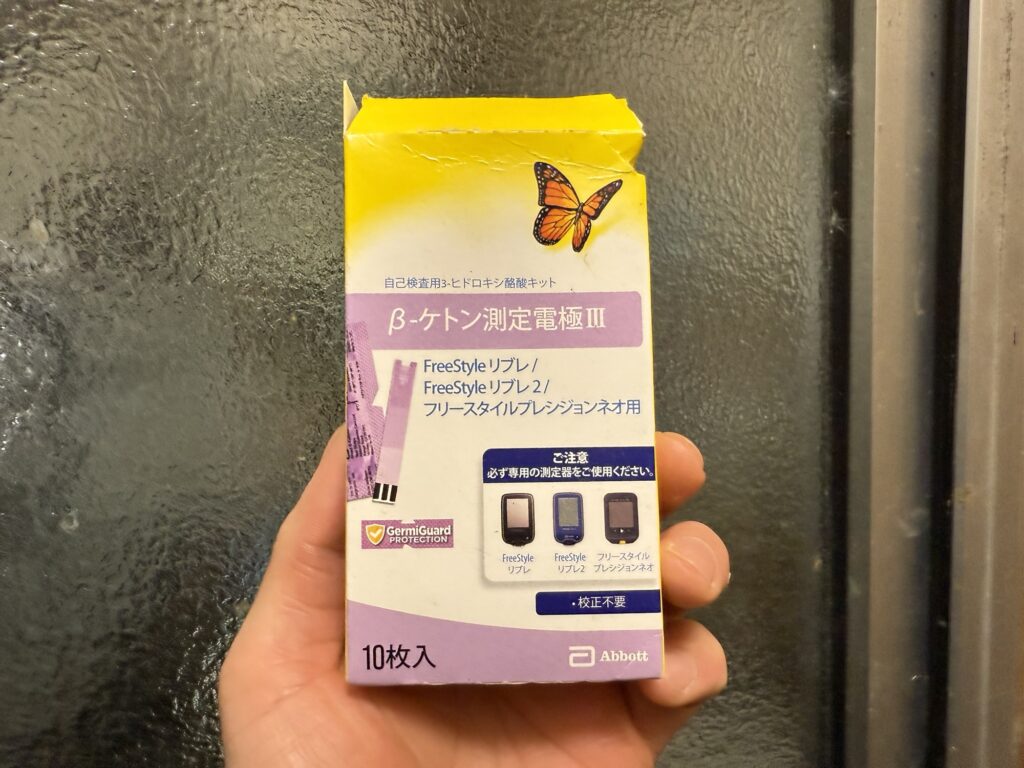 自己検査用3-ヒドロキシ酪酸キット
β-ケトン測定電極Ⅲ
FreeStyle リブレ /
FreeStyle リブレ 2 /
フリースタイルプレシジョンネオ用
ご注意
必ず専用の測定器をご使用ください。
FreeStyle
リブレ
FreeStyle
リブレ2
フリースタイル
プレシジョンネオ
GermiGuard
PROTECTION
・校正不要
10枚入
Abbott